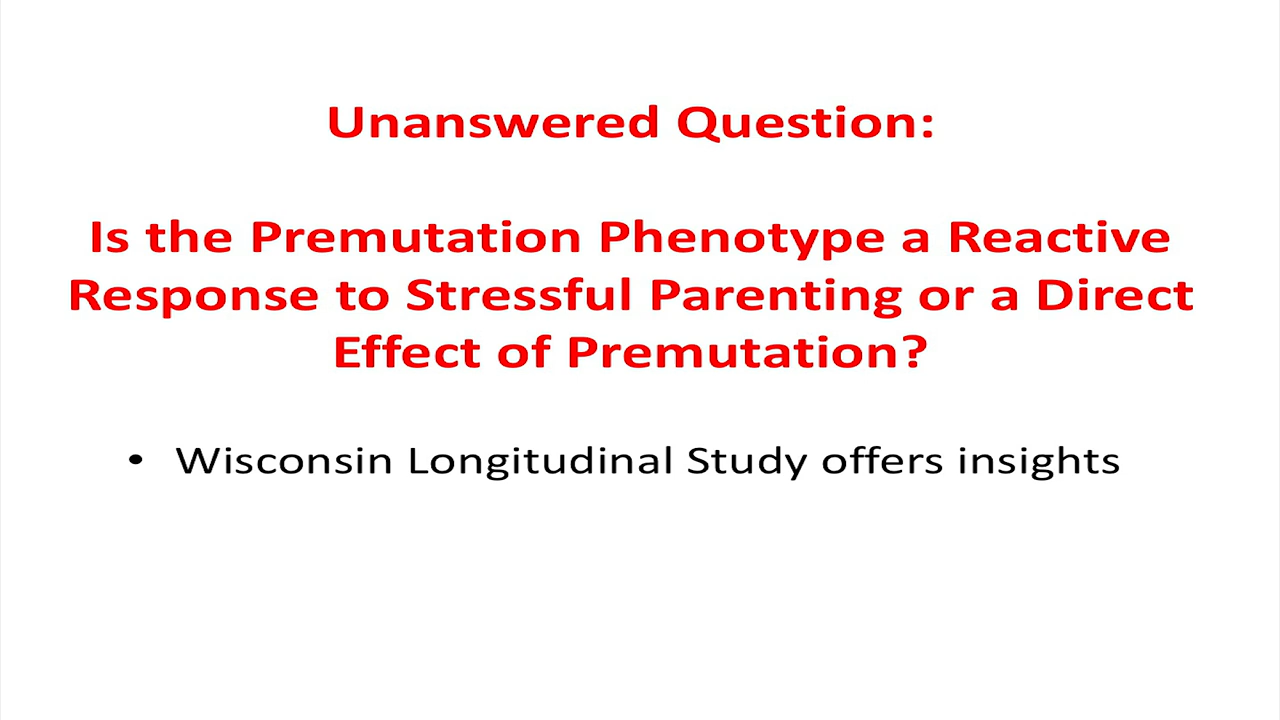 Unanswered Question:
Is the Premutation Phenotype a Reactive
Response to Stressful Parenting or a Direct
Effect of Premutation?
• Wisconsin Longitudinal Study offers insights